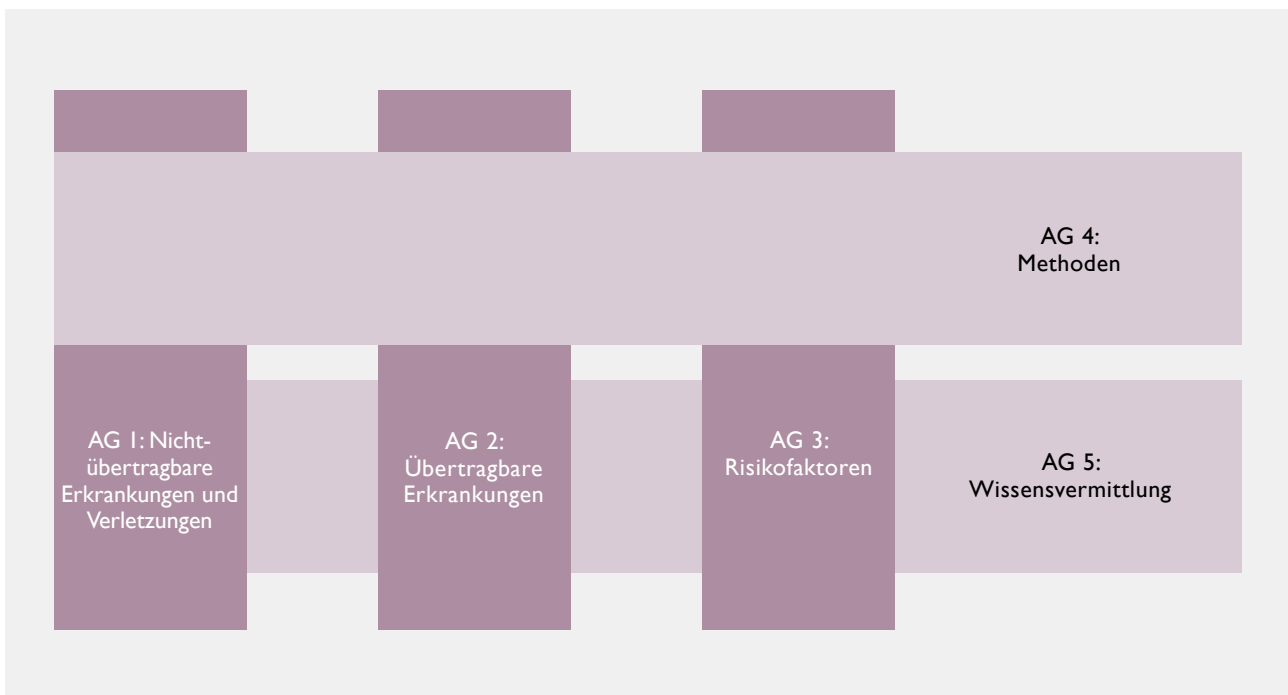 AG 4:
Methoden
AG 1: Nicht-
übertragbare
Erkrankungen und
Verletzungen
AG 2:
Übertragbare
Erkrankungen
AG 3:
Risikofaktoren
AG 5:
Wissensvermittlung